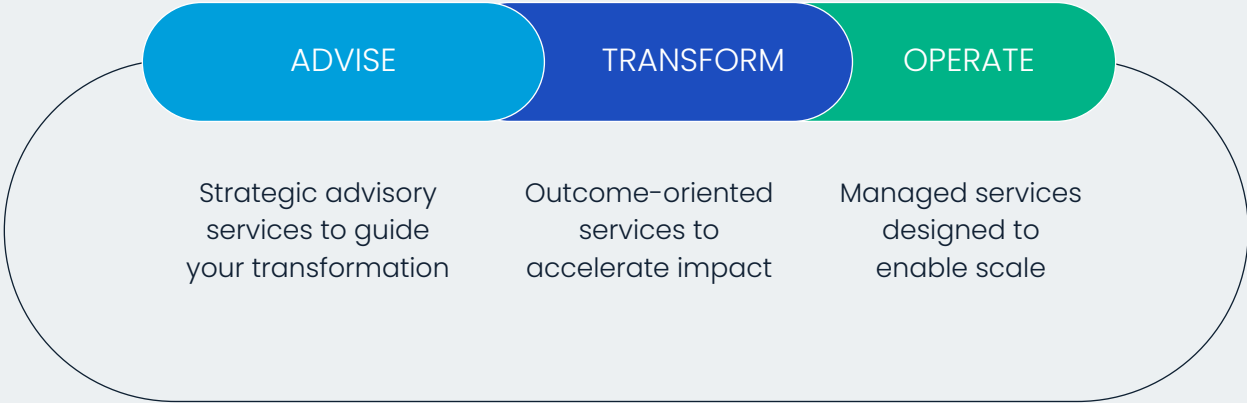 ADVISE
TRANSFORM
OPERATE
Strategic advisory
services to guide
your transformation
Outcome-oriented
services to
accelerate impact
Managed services
designed to
enable scale